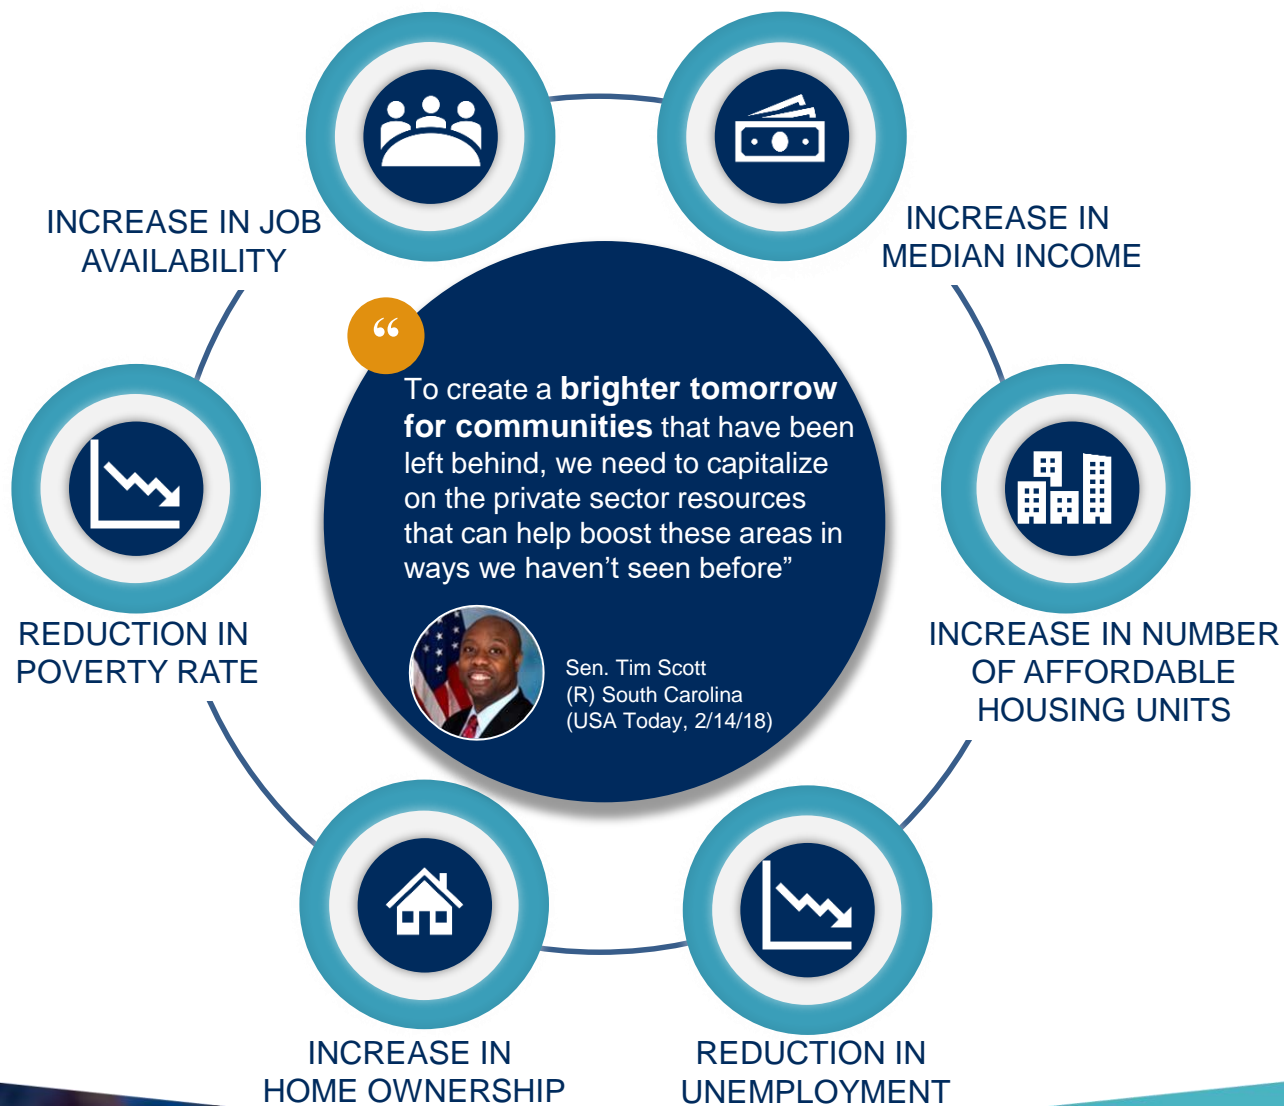 INCREASE IN JOB
AVAILABILITY
INCREASE IN
MEDIAN INCOME
“
To create a brighter tomorrow
for communities that have been
left behind, we need to capitalize
on the private sector resources
that can help boost these areas in
ways we haven’t seen before”
Sen. Tim Scott
(R) South Carolina
(USA Today, 2/14/18)
REDUCTION IN
POVERTY RATE
INCREASE IN NUMBER
OF AFFORDABLE
HOUSING UNITS
INCREASE IN
HOME OWNERSHIP
REDUCTION IN
UNEMPLOYMENT